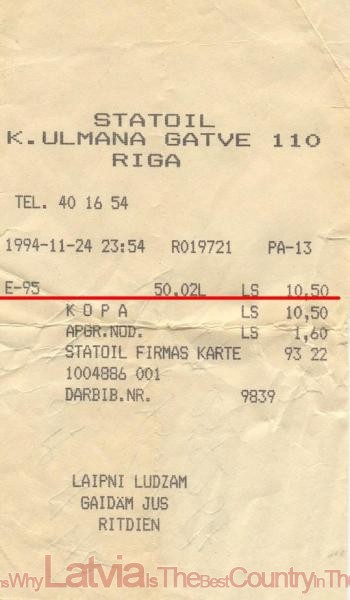 STATOIL
K.ULMANA GATVE 110
RIGA
TEL. 40 16 54
1994-11-24 23:54 R019721 PA-13
E-95 50,02L LS 10,50
K O P A LS 10,50
APGR.NOD. LS 1,60
STATOIL FIRMAS KARTE 93 22
1004886 001
DARBIB.NR. 9839
LAIPNI LUDZAM
GAIDAM JUS
RITDIEN
nsWhy Latvia Is The Best Country In The